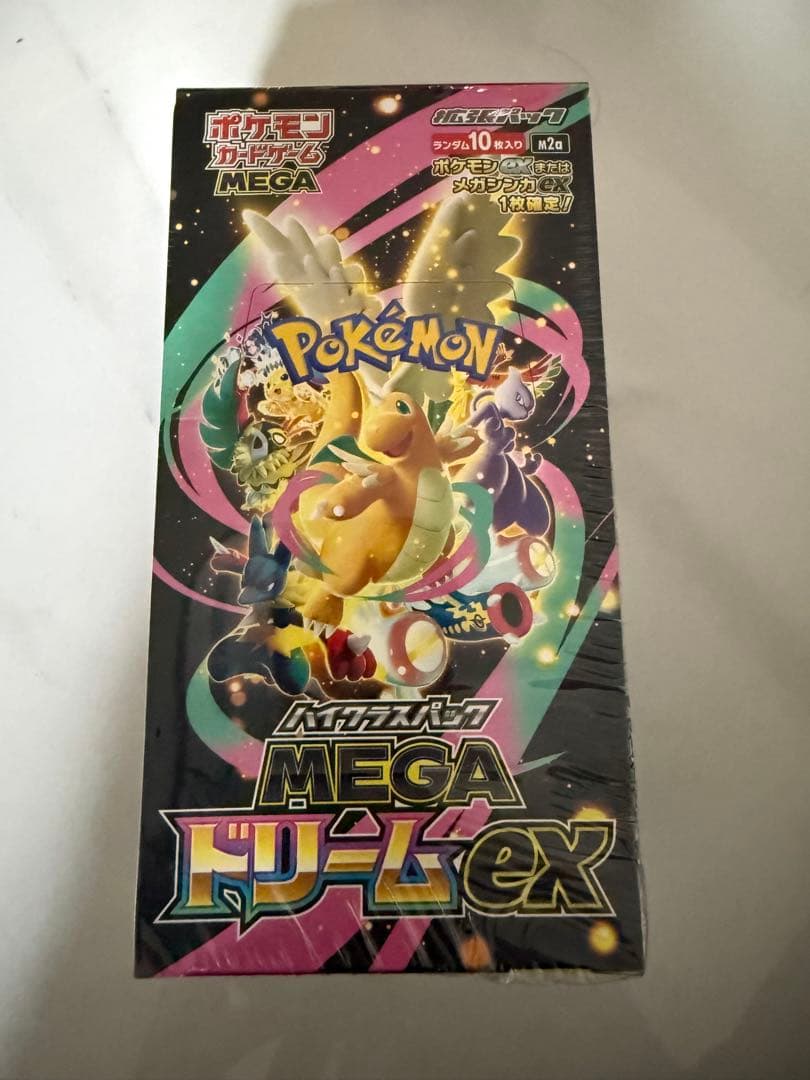 ポケモン
カードゲーム
MEGA
拡張パック
ランダム10枚入り M2a
ポケモンexまたは
メガシンカex
1枚確定!
POKÉMON
ハイクラスパック
MEGA
ドリームex